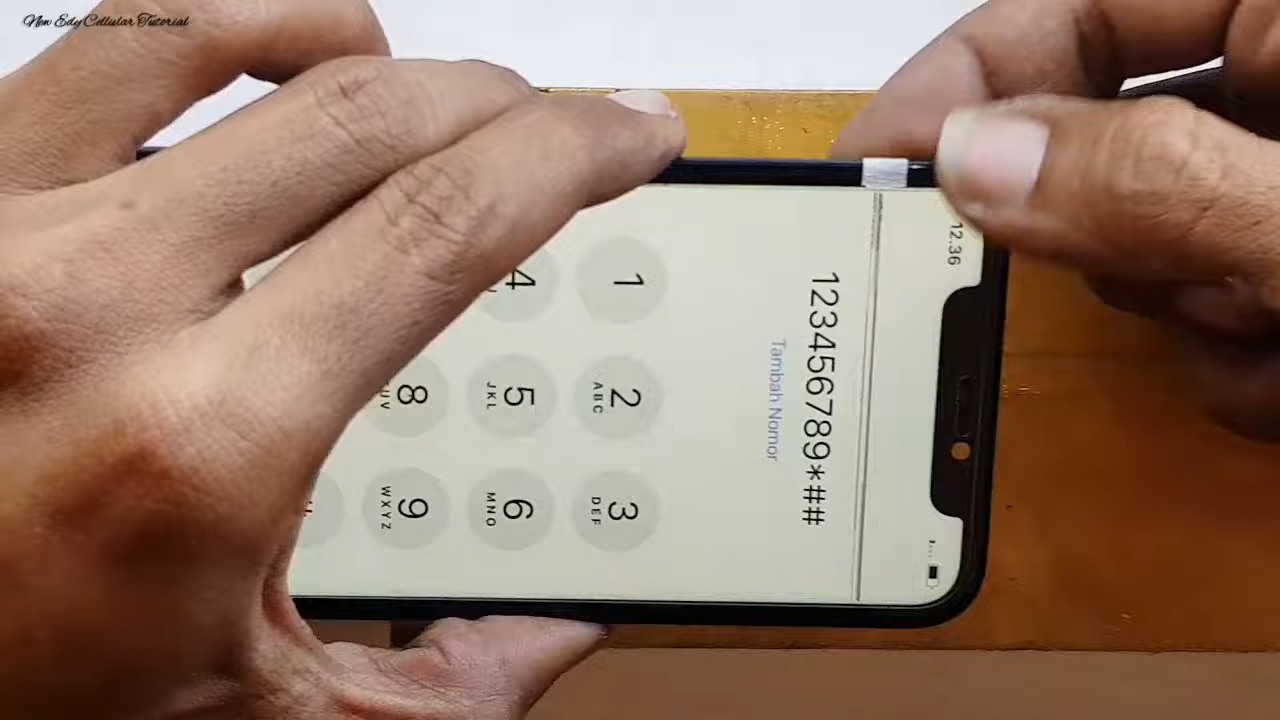 New Edy Cellular Tutorial
12.36
123456789*##
Tambah Nomor
1
2
ABC
3
DEF
4
5
JKL
6
MNO
8
9
WXYZ